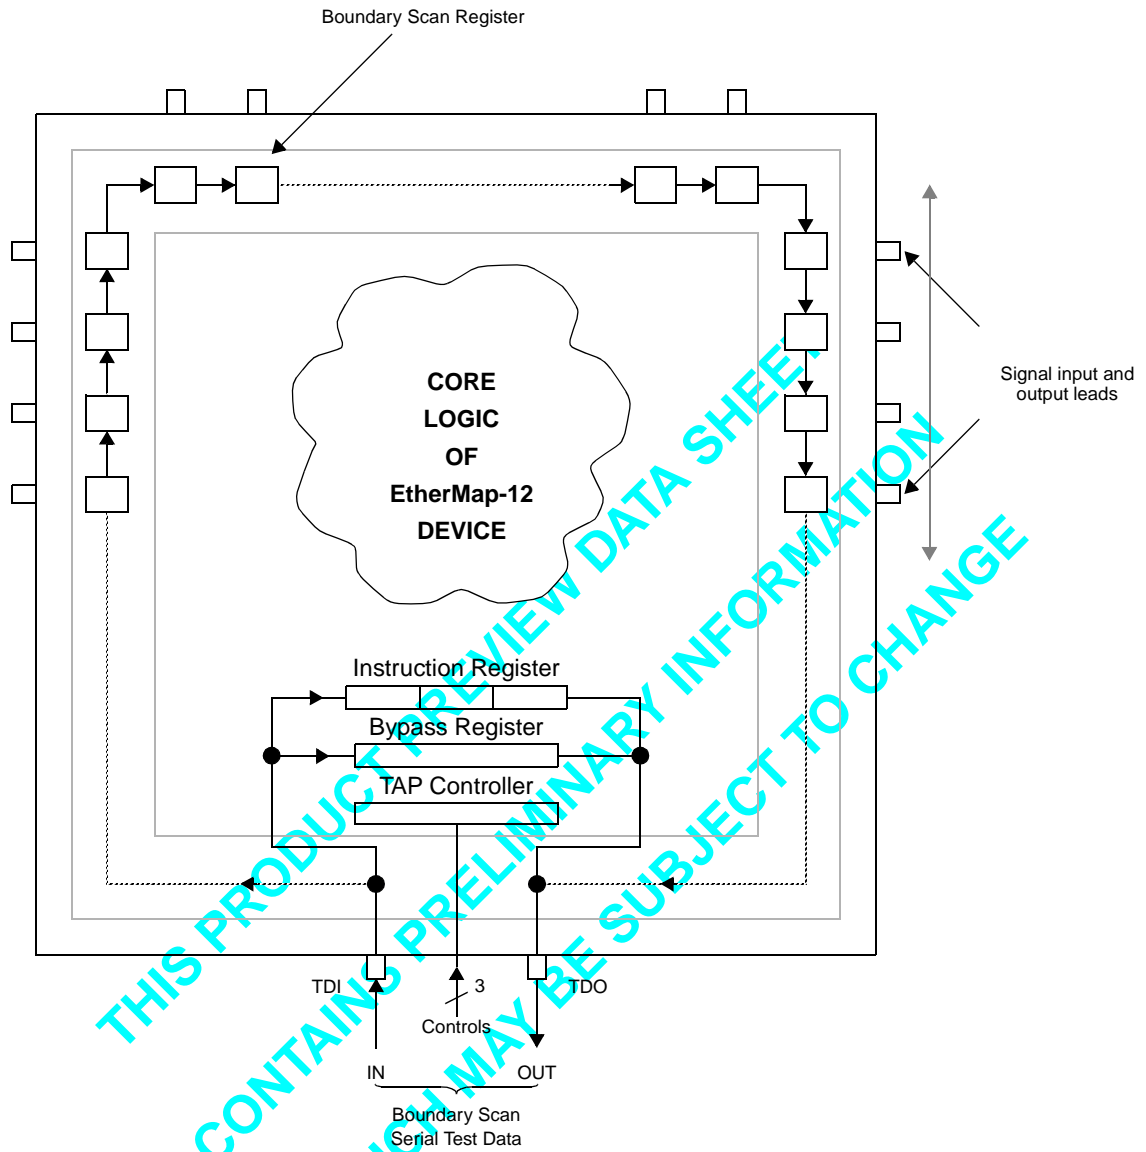 Boundary Scan Register
Signal input and
output leads
CORE
LOGIC
OF
EtherMap-12
DEVICE
Instruction Register
Bypass Register
TAP Controller
TDI
3
TDO
Controls
IN
OUT
Boundary Scan
Serial Test Data
THIS PRODUCT PREVIEW DATA SHEET
CONTAINS PRELIMINARY INFORMATION
MAY BE SUBJECT TO CHANGE